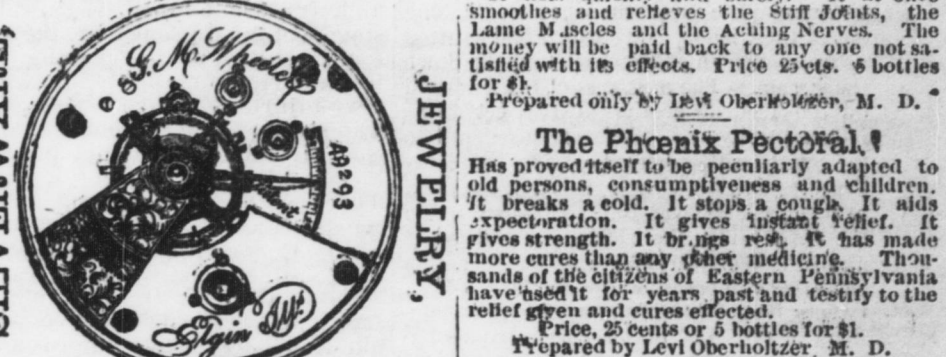 G. M. Wheeler
Elgin
JEWELRY,
smoothes and relieves the Stiff Joints, the
Lame Muscles and the Aching Nerves. The
money will be paid back to any one not sa-
tisfied with its effects. Price 25 cts. 5 bottles
for $1.
Prepared only by Levi Oberholtzer, M. D.
The Phœnix Pectoral,
Has proved itself to be peculiarly adapted to
old persons, consumptiveness and children.
It breaks a cold. It stops a cough. It aids
expectoration. It gives instant relief. It
gives strength. It brings rest. It has made
more cures than any other medicine. Thou-
sands of the citizens of Eastern Pennsylvania
have used it for years past and testify to the
relief given and cures effected.
Price, 25 cents or 5 bottles for $1.
Prepared by Levi Oberholtzer M. D.